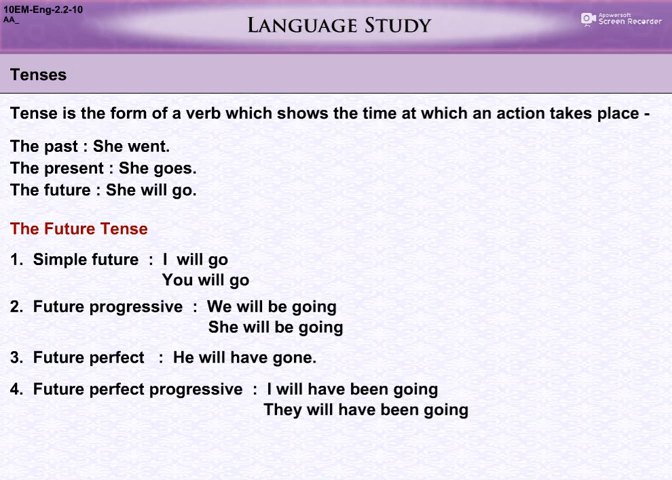 10EM-Eng-2.2-10
AA_
LANGUAGE STUDY
Apowersoft
Screen Recorder
Tenses
Tense is the form of a verb which shows the time at which an action takes place -
The past : She went.
The present : She goes.
The future : She will go.
The Future Tense
1. Simple future : I will go
You will go
2. Future progressive : We will be going
She will be going
3. Future perfect : He will have gone.
4. Future perfect progressive : I will have been going
They will have been going